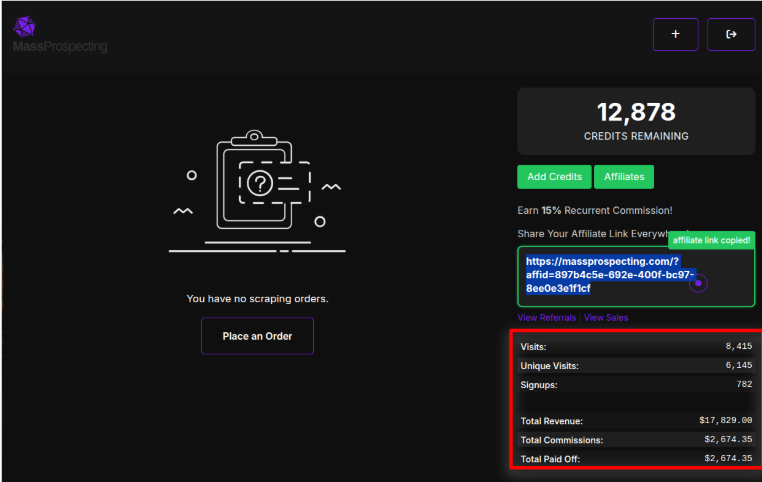 MassProspecting
+
12,878
CREDITS REMAINING
Add Credits
Affiliates
Earn 15% Recurrent Commission!
Share Your Affiliate Link
affiliate link copied!
https://massprospecting.com/?
affid=897b4c5e-692e-400f-bc97-
8ee0e3e1f1cf
View Referrals | View Sales
?
You have no scraping orders.
Place an Order
Visits: 8,415
Unique Visits: 6,145
Signups: 782
Total Revenue: $17,829.00
Total Commissions: $2,674.35
Total Paid Off: $2,674.35